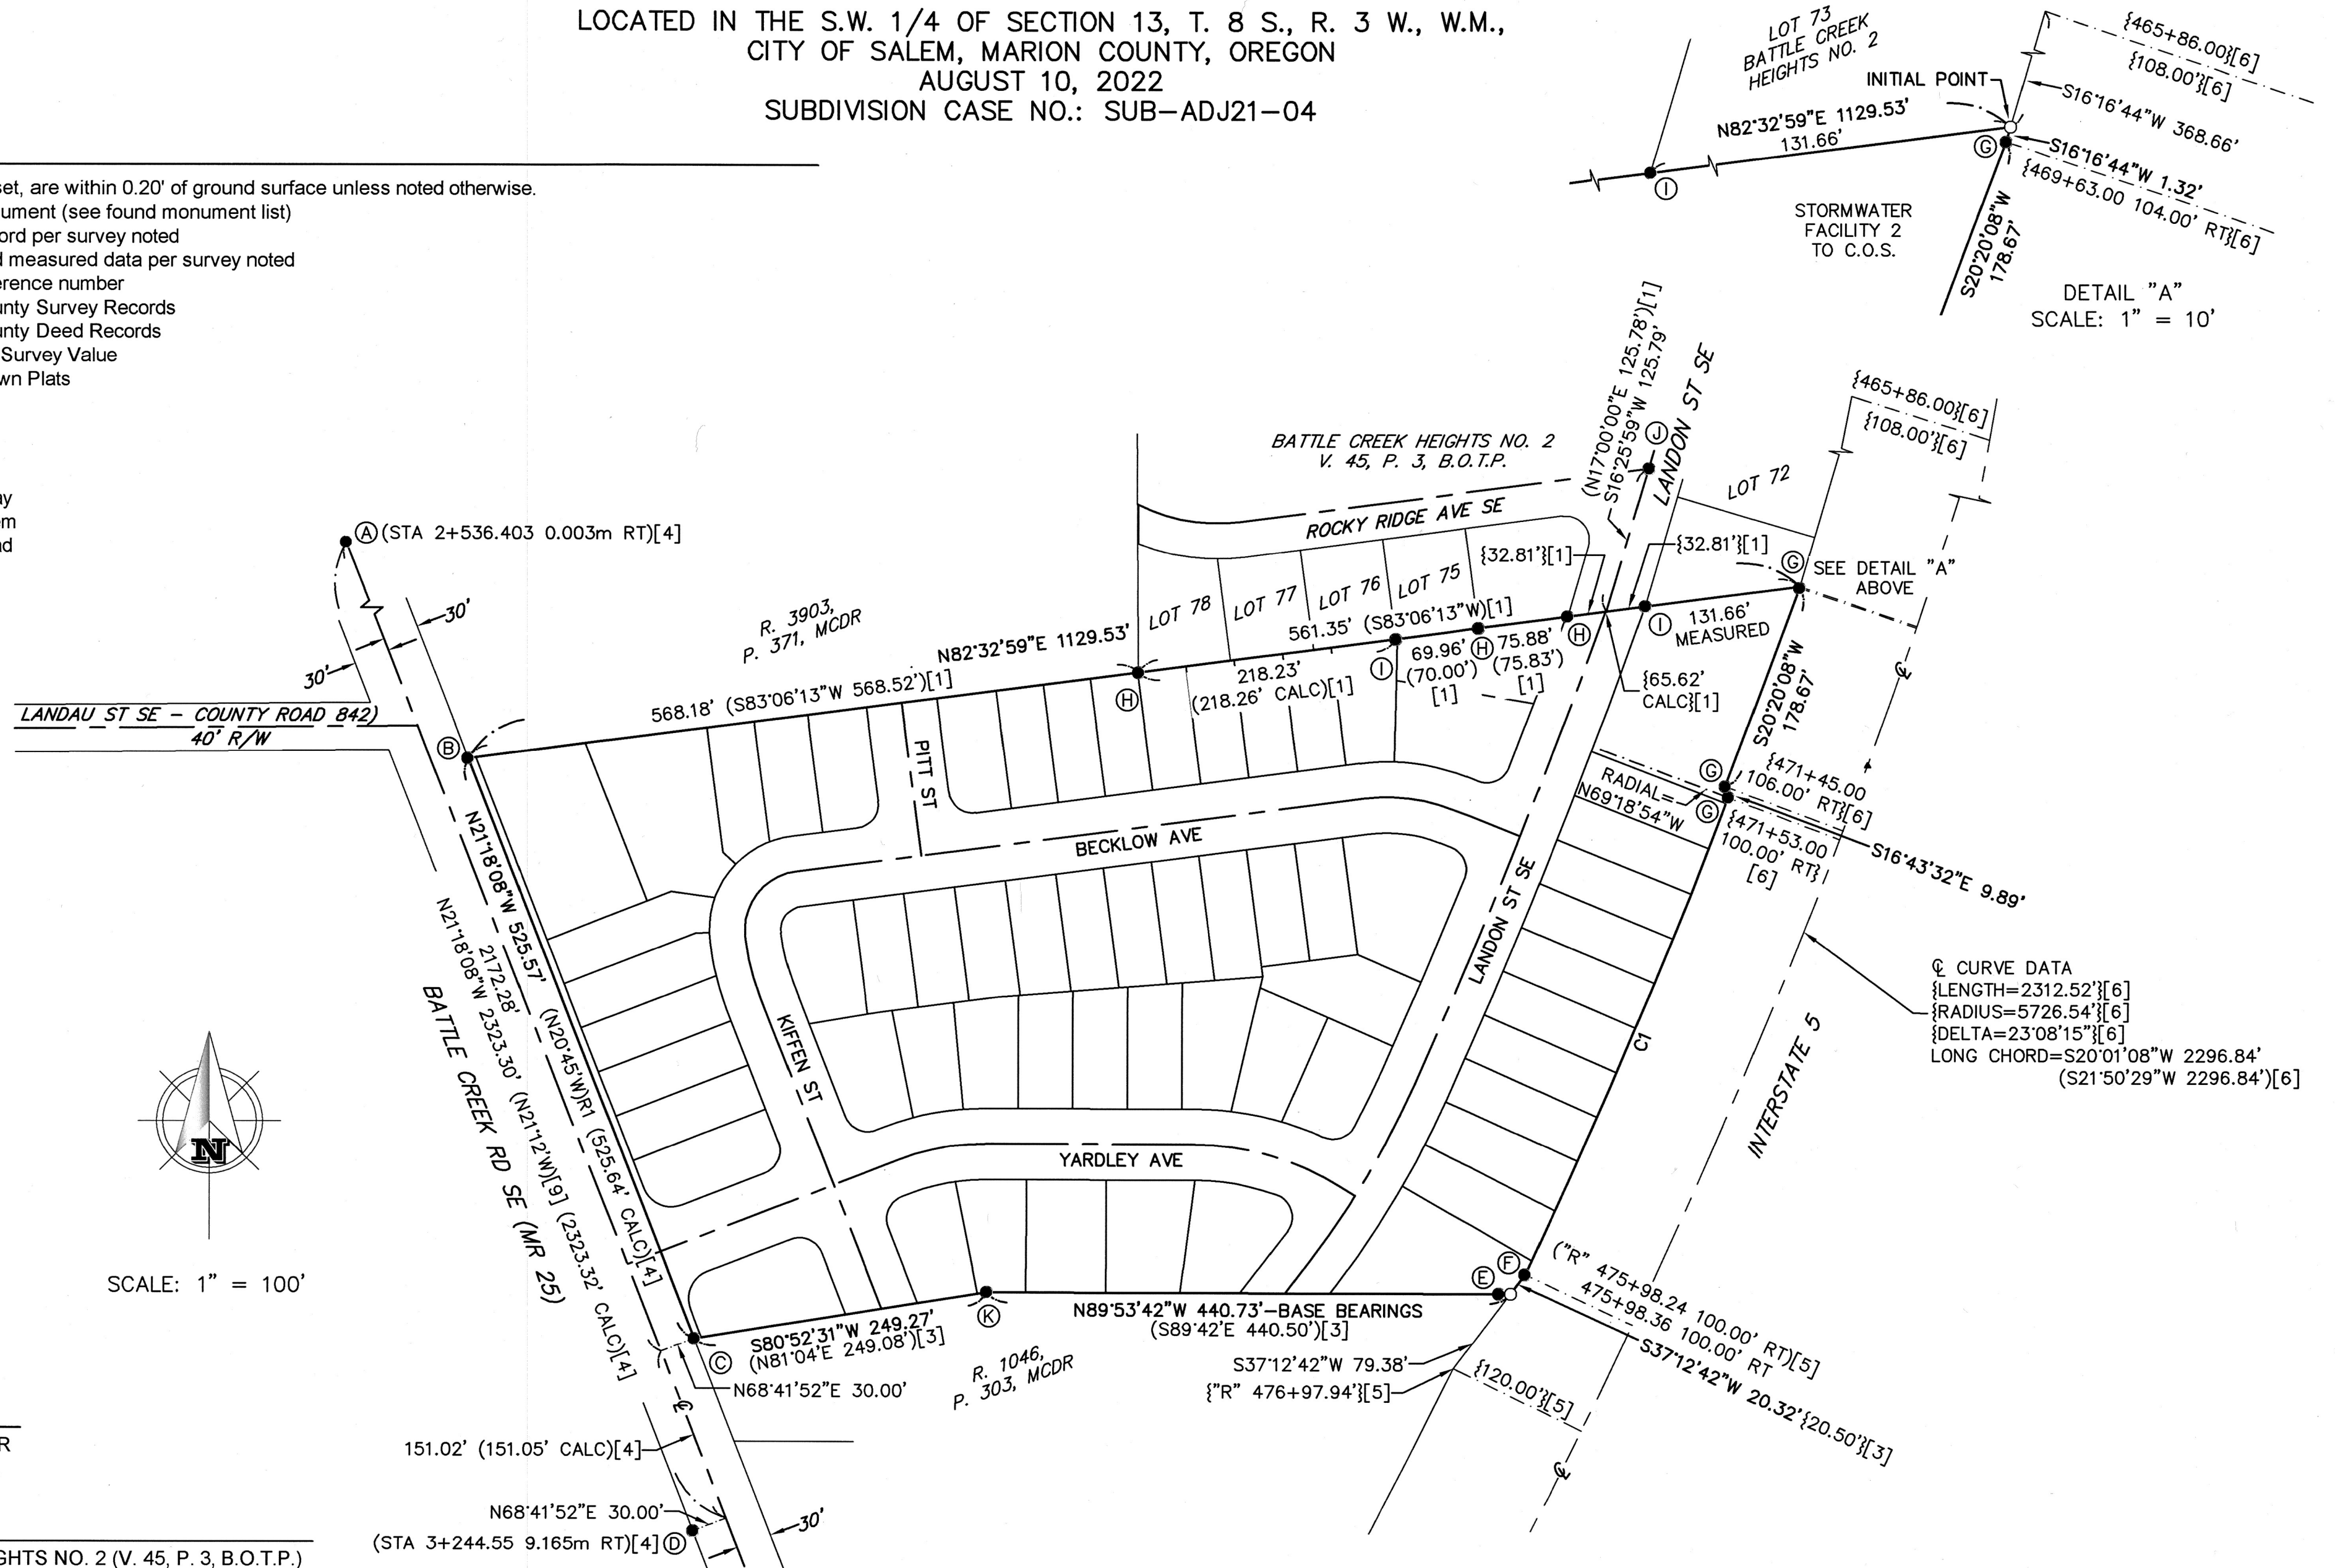 LOCATED IN THE S.W. 1/4 OF SECTION 13, T. 8 S., R. 3 W., W.M.,
CITY OF SALEM, MARION COUNTY, OREGON
AUGUST 10, 2022
SUBDIVISION CASE NO.: SUB-ADJ21-04
set, are within 0.20' of ground surface unless noted otherwise.
ument (see found monument list)
ord per survey noted
d measured data per survey noted
erence number
unty Survey Records
unty Deed Records
Survey Value
wn Plats
ay
em
ad
LOT 73
BATTLE CREEK
HEIGHTS NO. 2
INITIAL POINT
{465+86.00}[6]
{108.00'}[6]
S16°16'44"W 368.66'
N82°32'59"E 1129.53'
131.66'
G
S16°16'44"W 1.32'
{469+63.00 104.00' RT}[6]
I
S20°20'08"W
178.67'
STORMWATER
FACILITY 2
TO C.O.S.
DETAIL "A"
SCALE: 1" = 10'
(N17°00'00"E 125.78')[1]
S16°25'59"W 125.79'
J
LANDON ST SE
{465+86.00}[6]
{108.00'}[6]
BATTLE CREEK HEIGHTS NO. 2
V. 45, P. 3, B.O.T.P.
LOT 72
ROCKY RIDGE AVE SE
{32.81'}[1]
{32.81'}[1]
G
SEE DETAIL "A"
ABOVE
A
(STA 2+536.403 0.003m RT)[4]
30'
30'
R. 3903,
P. 371, MCDR
LOT 78
LOT 77
LOT 76
LOT 75
561.35' (S83°06'13"W)[1]
N82°32'59"E 1129.53'
568.18' (S83°06'13"W 568.52')[1]
H
218.23'
(218.26' CALC)[1]
I
69.96'
(70.00')
[1]
H
75.88'
(75.83')
[1]
H
I
131.66'
MEASURED
{65.62'
CALC}[1]
S20°20'08"W
178.67'
LANDAU ST SE - COUNTY ROAD 842)
40' R/W
B
PITT ST
BECKLOW AVE
RADIAL=
N69°18'54"W
G
{471+45.00
106.00' RT}[6]
G
{471+53.00
100.00' RT}
[6]
S16°43'32"E 9.89'
N21°18'08"W 525.57' (N20°45'W)R1 (525.64' CALC)[4]
2172.28'
N21°18'08"W 2323.30' (N21°12'W)[9] (2323.32' CALC)[4]
BATTLE CREEK RD SE (MR 25)
KIFFEN ST
LANDON ST SE
C1
INTERSTATE 5
℄ CURVE DATA
{LENGTH=2312.52'}[6]
{RADIUS=5726.54'}[6]
{DELTA=23°08'15"}[6]
LONG CHORD=S20°01'08"W 2296.84'
(S21°50'29"W 2296.84')[6]
N
SCALE: 1" = 100'
YARDLEY AVE
C
S80°52'31"W 249.27'
(N81°04'E 249.08')[3]
K
N89°53'42"W 440.73'-BASE BEARINGS
(S89°42'E 440.50')[3]
E
F
("R" 475+98.24 100.00' RT)[5]
475+98.36 100.00' RT
S37°12'42"W 20.32'{20.50'}[3]
R. 1046,
P. 303, MCDR
S37°12'42"W 79.38'
{"R" 476+97.94'}[5]
{120.00'}[5]
N68°41'52"E 30.00'
℄
℄
℄
151.02' (151.05' CALC)[4]
N68°41'52"E 30.00'
(STA 3+244.55 9.165m RT)[4]
D
30'
R
GHTS NO. 2 (V. 45, P. 3, B.O.T.P.)